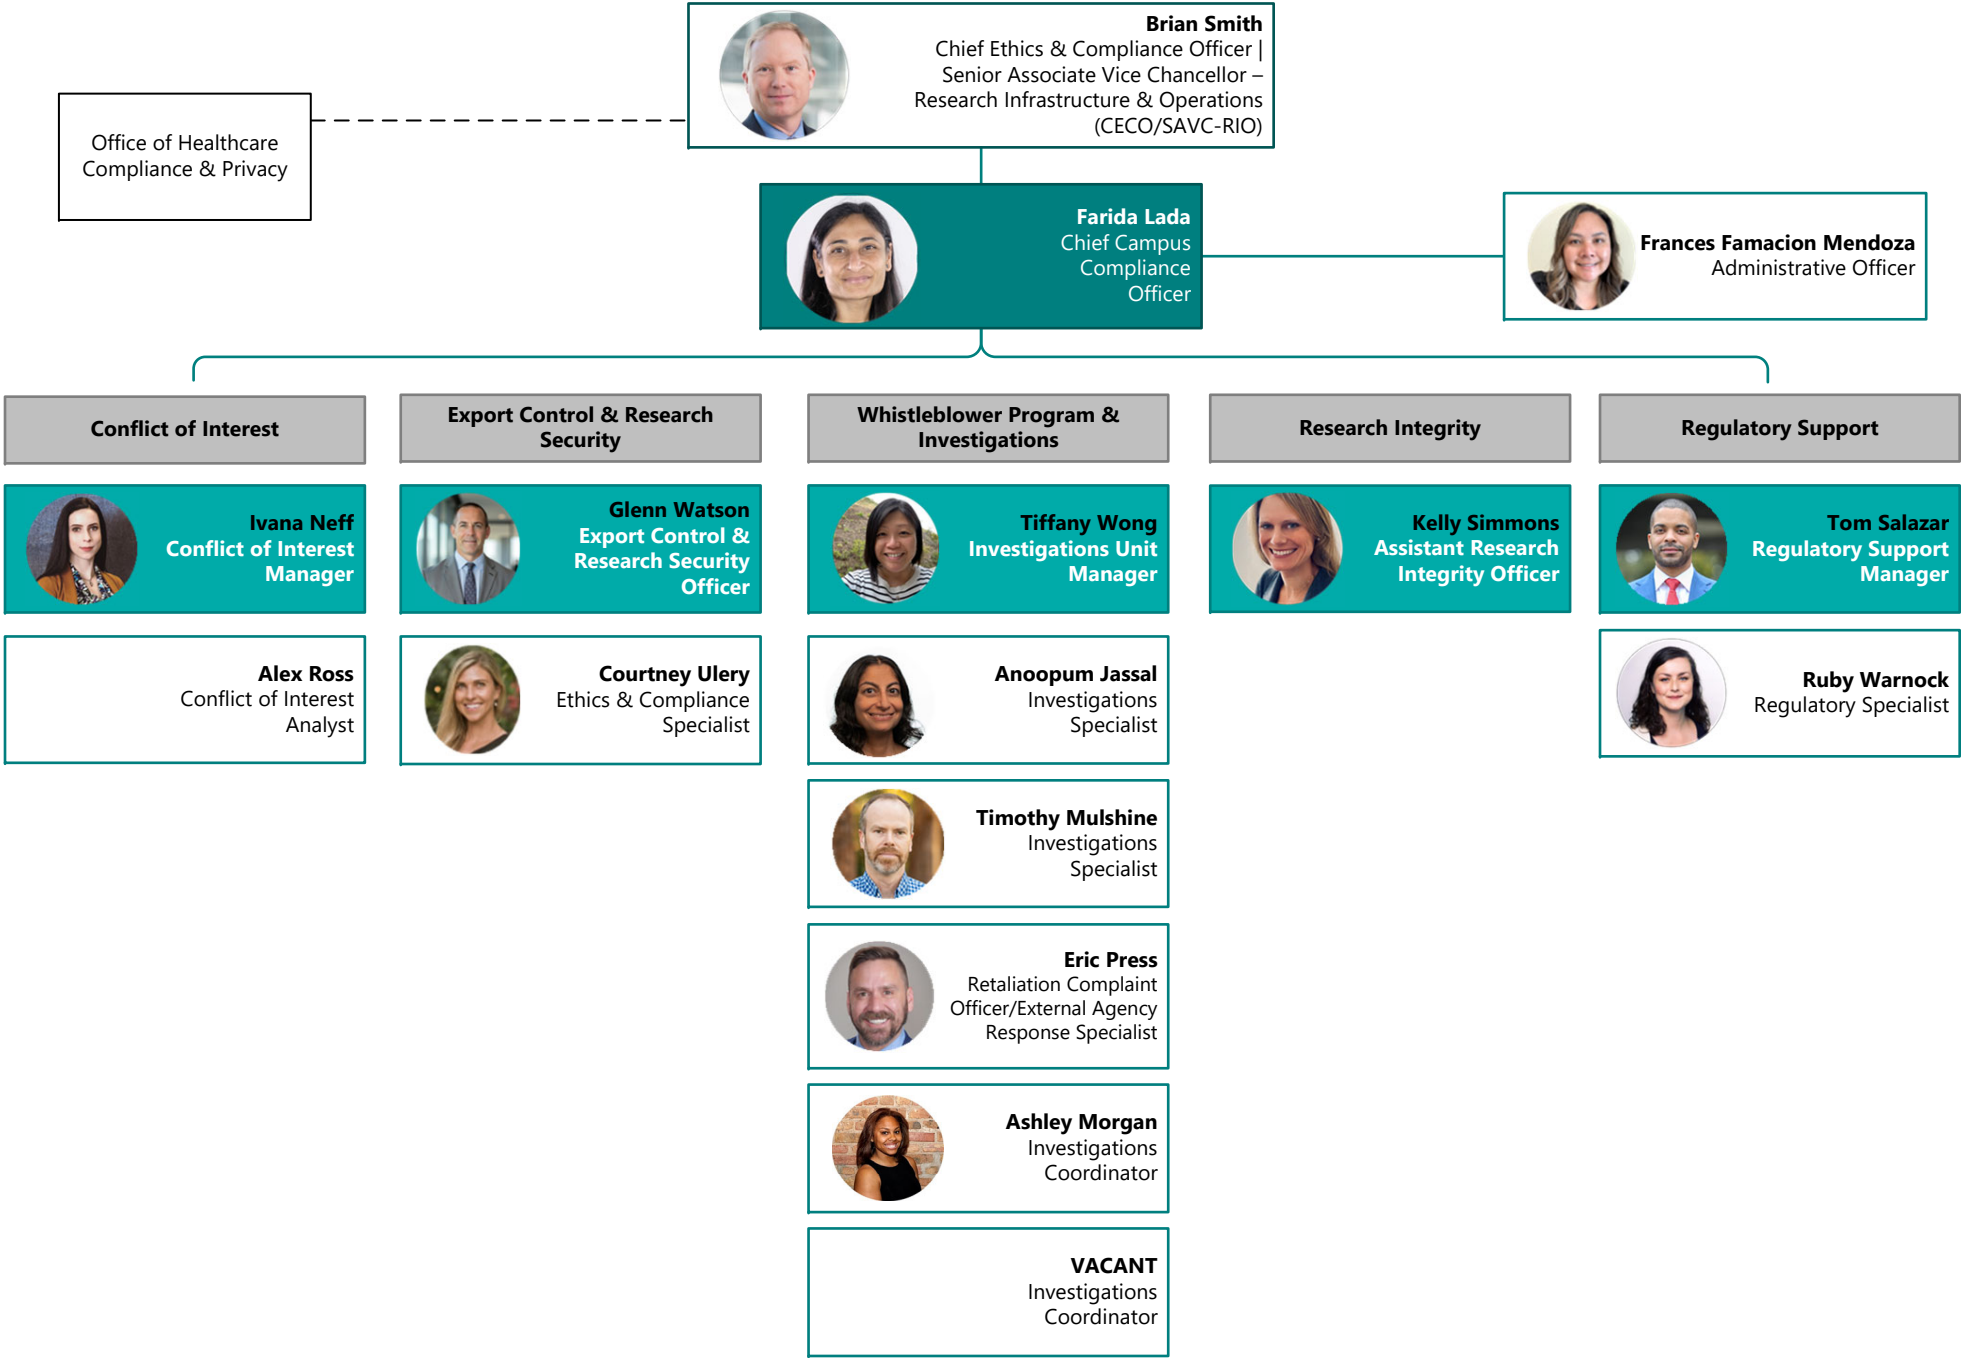 Brian Smith
Chief Ethics & Compliance Officer |
Senior Associate Vice Chancellor –
Research Infrastructure & Operations
(CECO/SAVC-RIO)
Office of Healthcare
Compliance & Privacy
Farida Lada
Chief Campus
Compliance
Officer
Frances Famacion Mendoza
Administrative Officer
Conflict of Interest
Ivana Neff
Conflict of Interest
Manager
Alex Ross
Conflict of Interest
Analyst
Export Control & Research
Security
Glenn Watson
Export Control &
Research Security
Officer
Courtney Ulery
Ethics & Compliance
Specialist
Whistleblower Program &
Investigations
Tiffany Wong
Investigations Unit
Manager
Anoopum Jassal
Investigations
Specialist
Timothy Mulshine
Investigations
Specialist
Eric Press
Retaliation Complaint
Officer/External Agency
Response Specialist
Ashley Morgan
Investigations
Coordinator
VACANT
Investigations
Coordinator
Research Integrity
Kelly Simmons
Assistant Research
Integrity Officer
Regulatory Support
Tom Salazar
Regulatory Support
Manager
Ruby Warnock
Regulatory Specialist